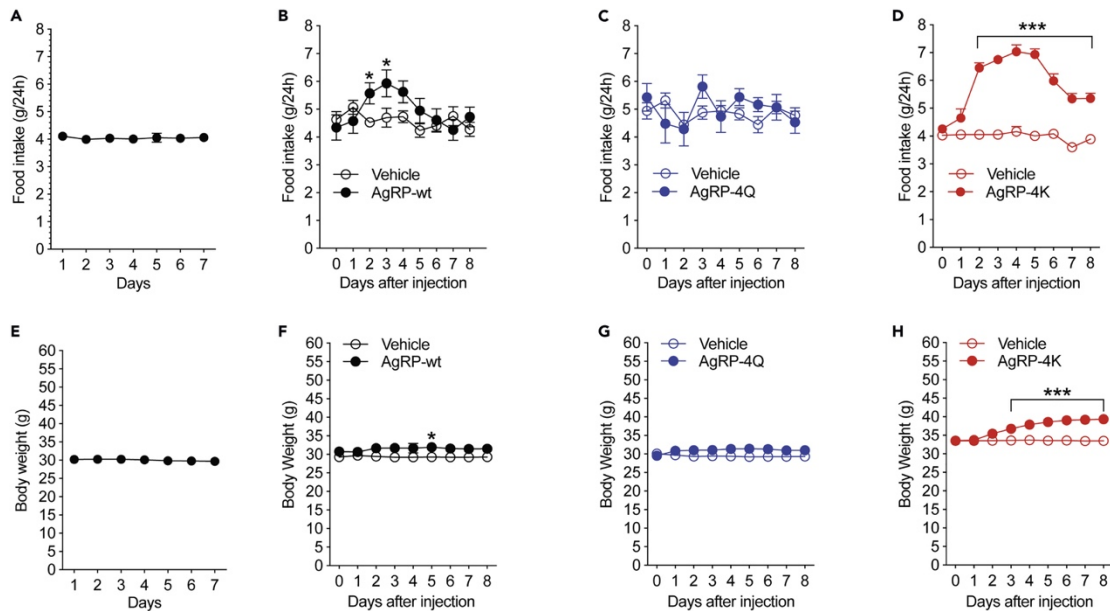 A
Food intake (g/24h)
8
7
6
5
4
3
2
1
0
1 2 3 4 5 6 7
Days
B
Food intake (g/24h)
8
7
6
5
4
3
2
1
0
* *
Vehicle
AgRP-wt
0 1 2 3 4 5 6 7 8
Days after injection
C
Food intake (g/24h)
8
7
6
5
4
3
2
1
0
Vehicle
AgRP-4Q
0 1 2 3 4 5 6 7 8
Days after injection
D
Food intake (g/24h)
8
7
6
5
4
3
2
1
0
***
Vehicle
AgRP-4K
0 1 2 3 4 5 6 7 8
Days after injection
E
Body weight (g)
60
55
50
45
40
35
30
25
20
15
10
5
0
1 2 3 4 5 6 7
Days
F
Body Weight (g)
60
55
50
45
40
35
30
25
20
15
10
5
0
Vehicle
AgRP-wt
*
0 1 2 3 4 5 6 7 8
Days after injection
G
Body Weight (g)
60
55
50
45
40
35
30
25
20
15
10
5
0
Vehicle
AgRP-4Q
0 1 2 3 4 5 6 7 8
Days after injection
H
Body Weight (g)
60
55
50
45
40
35
30
25
20
15
10
5
0
Vehicle
AgRP-4K
***
0 1 2 3 4 5 6 7 8
Days after injection